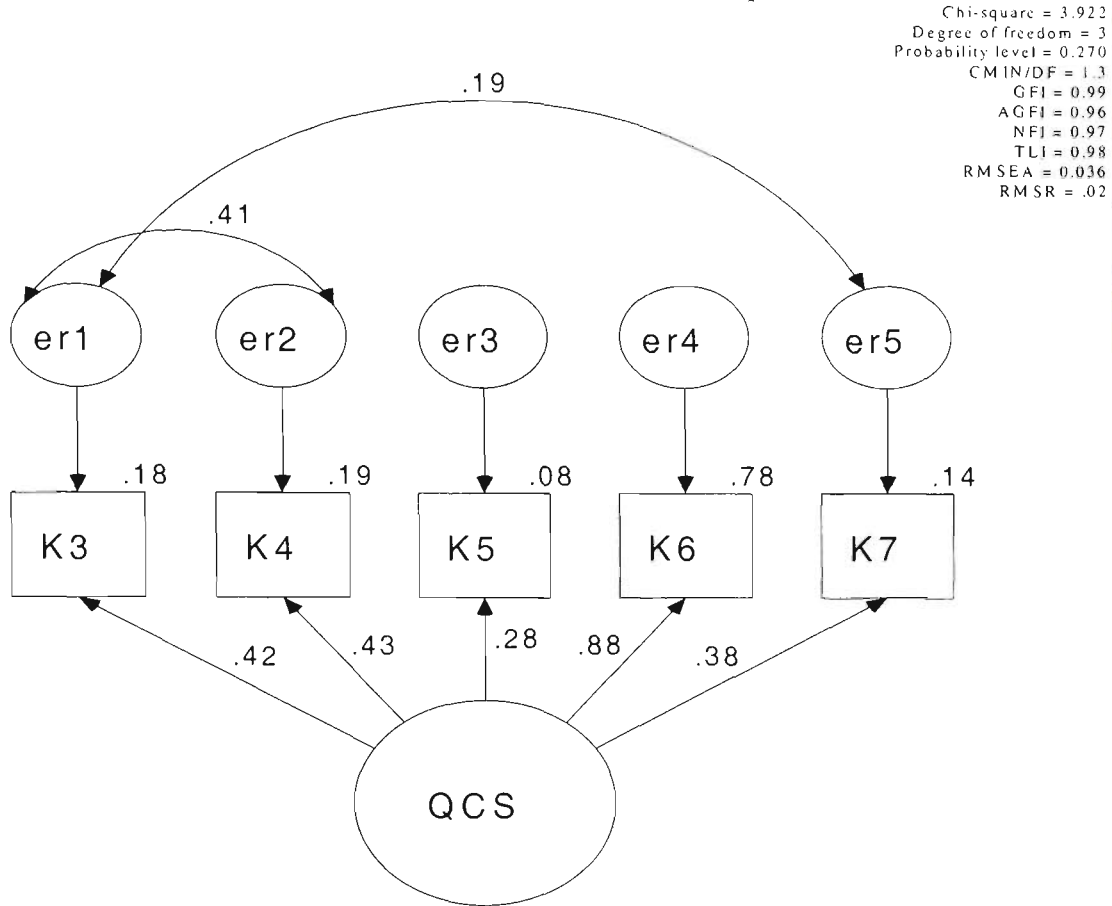 Chi-square = 3.922
Degree of freedom = 3
Probability level = 0.270
CMIN/DF = 1.3
GFI = 0.99
AGFI = 0.96
NFI = 0.97
TLI = 0.98
RMSEA = 0.036
RMSR = .02
.19
.41
er1 er2 er3 er4 er5
.18 .19 .08 .78 .14
K3 K4 K5 K6 K7
.42 .43 .28 .88 .38
QCS